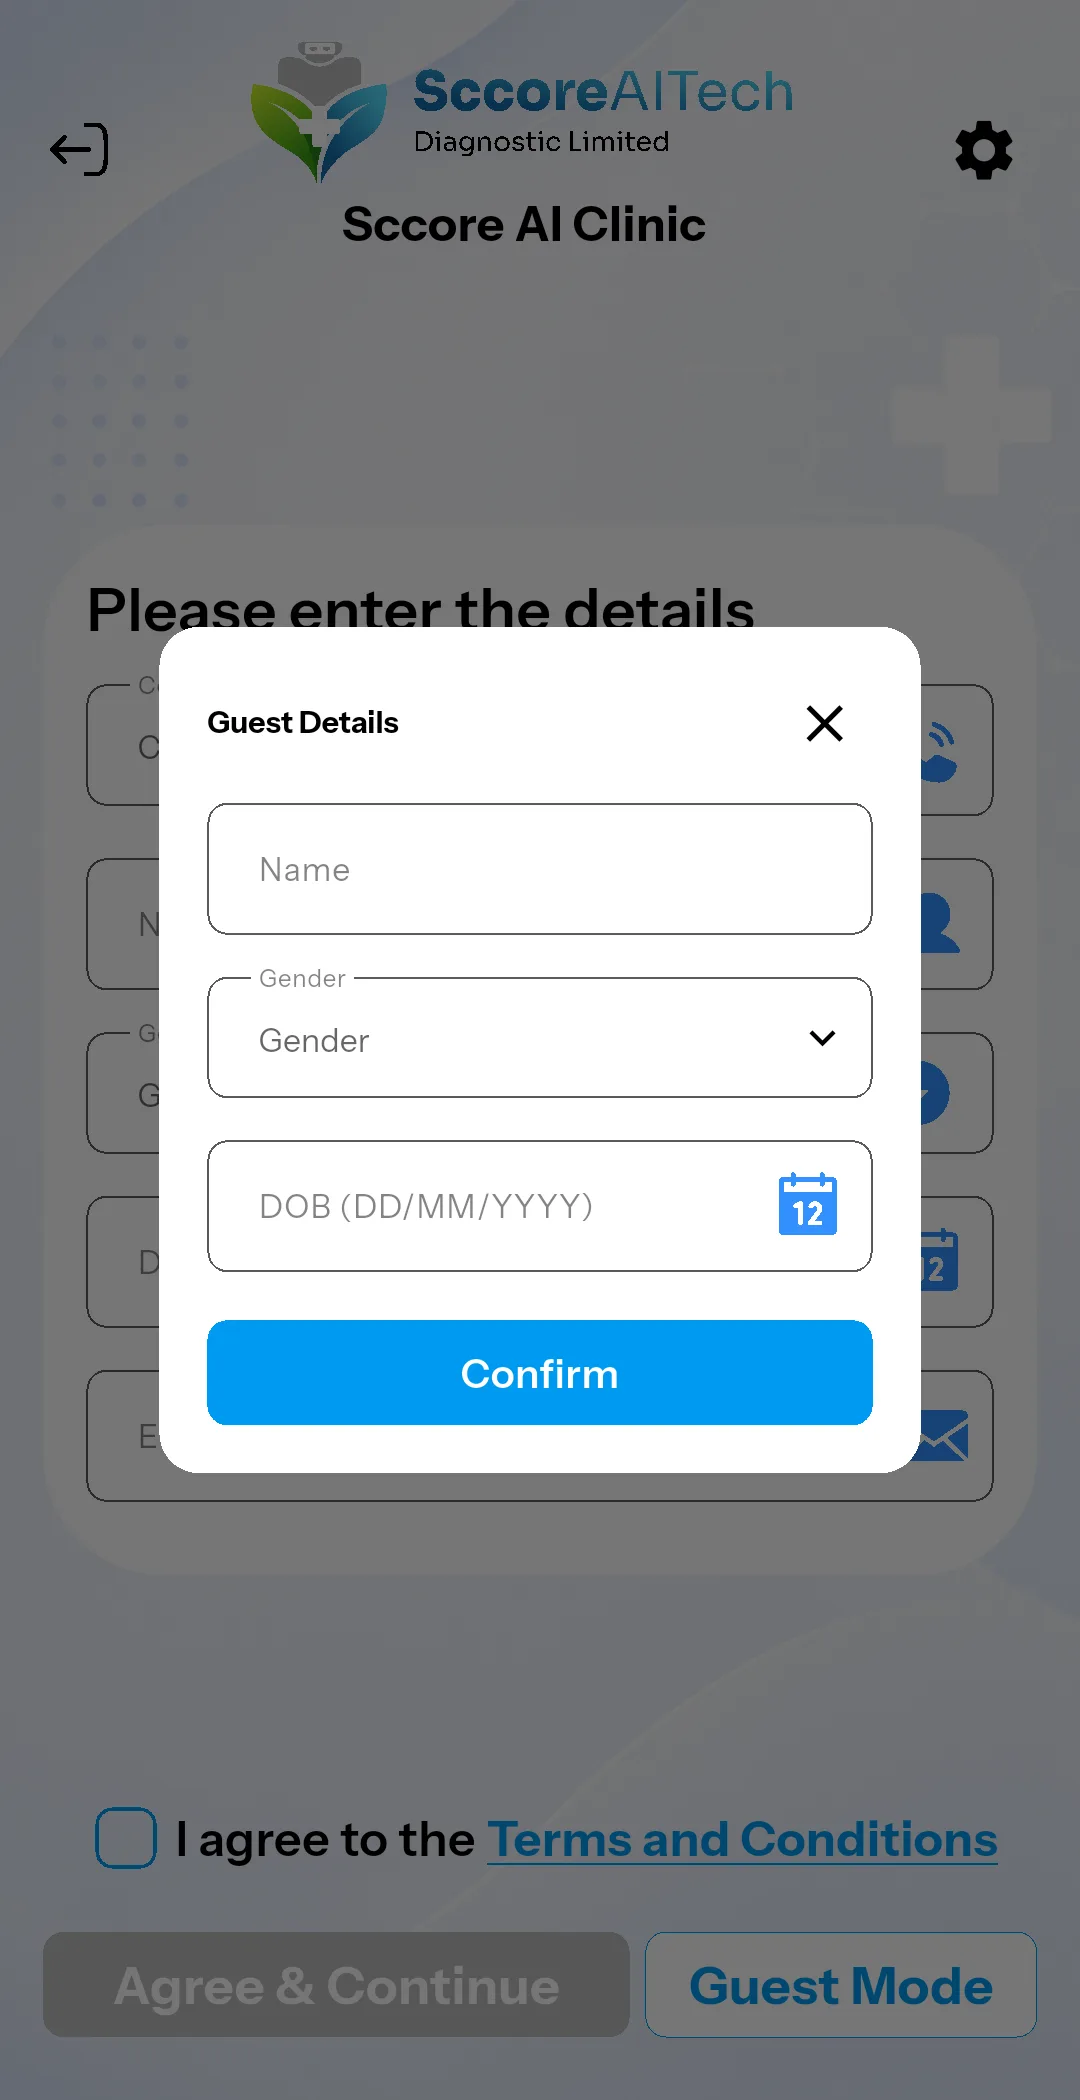 SccoreAITech
Diagnostic Limited
Sccore AI Clinic
Please enter the details
Guest Details
Name
Gender
Gender
DOB (DD/MM/YYYY)
12
12
Confirm
I agree to the Terms and Conditions
Agree & Continue
Guest Mode